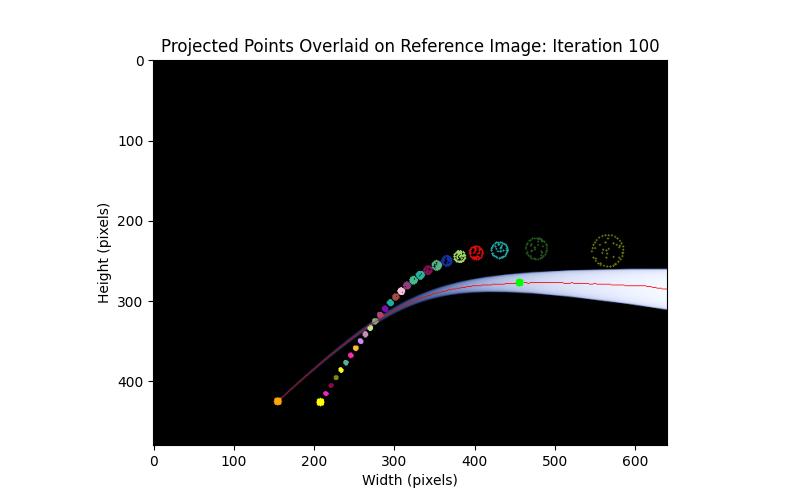 Projected Points Overlaid on Reference Image: Iteration 100
0
100
200
300
400
Height (pixels)
0 100 200 300 400 500 600
Width (pixels)